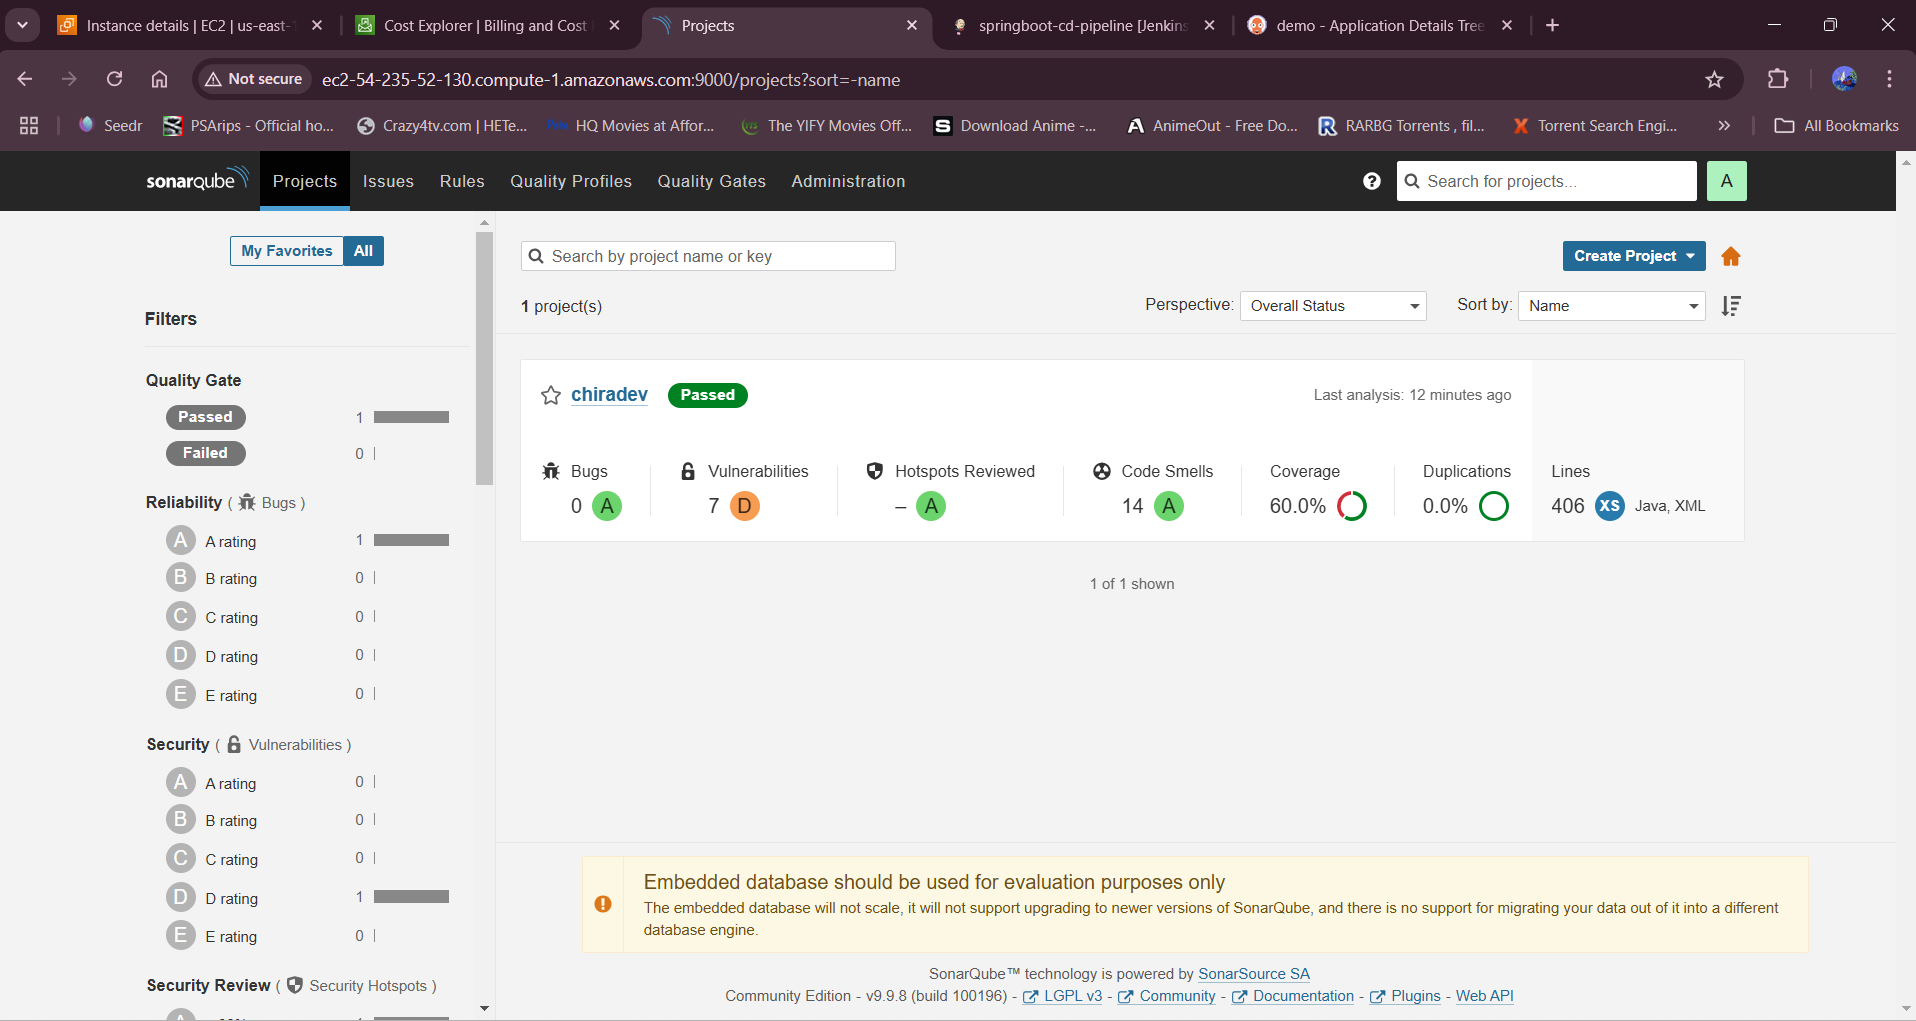 Instance details | EC2 | us-east-1
Cost Explorer | Billing and Cost
Projects
springboot-cd-pipeline [Jenkins
demo - Application Details Tree
Not secure
ec2-54-235-52-130.compute-1.amazonaws.com:9000/projects?sort=-name
Seedr
PSArips - Official ho...
Crazy4tv.com | HETe...
HQ Movies at Affor...
The YIFY Movies Off...
Download Anime -...
AnimeOut - Free Do...
RARBG Torrents , fil...
Torrent Search Engi...
All Bookmarks
sonarqube
Projects
Issues
Rules
Quality Profiles
Quality Gates
Administration
Search for projects...
A
My Favorites
All
Search by project name or key
Create Project
1 project(s)
Perspective:
Overall Status
Sort by:
Name
Filters
Quality Gate
Passed 1
Failed 0
Reliability ( Bugs )
A A rating 1
B B rating 0
C C rating 0
D D rating 0
E E rating 0
Security ( Vulnerabilities )
A A rating 0
B B rating 0
C C rating 0
D D rating 1
E E rating 0
Security Review ( Security Hotspots )
chiradev
Passed
Last analysis: 12 minutes ago
Bugs
0 A
Vulnerabilities
7 D
Hotspots Reviewed
– A
Code Smells
14 A
Coverage
60.0%
Duplications
0.0%
Lines
406 XS Java, XML
1 of 1 shown
Embedded database should be used for evaluation purposes only
The embedded database will not scale, it will not support upgrading to newer versions of SonarQube, and there is no support for migrating your data out of it into a different
database engine.
SonarQube™ technology is powered by SonarSource SA
Community Edition - v9.9.8 (build 100196) - LGPL v3 - Community - Documentation - Plugins - Web API